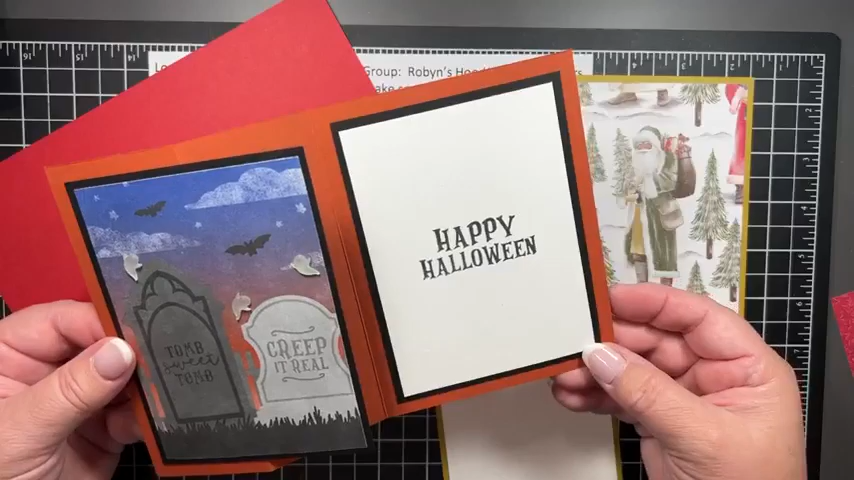 Group: Robyn's
HAPPY
HALLOWEEN
TOMB
sweet
TOMB
CREEP
IT REAL